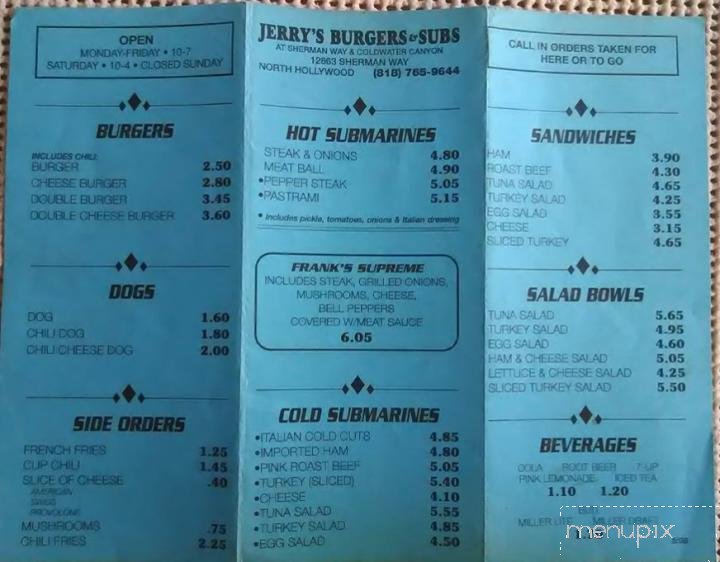 OPEN
MONDAY-FRIDAY • 10-7
SATURDAY • 10-4 • CLOSED SUNDAY
BURGERS
INCLUDES CHILI
BURGER 2.50
CHEESE BURGER 2.80
DOUBLE BURGER 3.45
DOUBLE CHEESE BURGER 3.60
DOGS
DOG 1.60
CHILI DOG 1.80
CHILI CHEESE DOG 2.00
SIDE ORDERS
FRENCH FRIES 1.25
CUP CHILI 1.45
SLICE OF CHEESE .40
AMERICAN
SWISS
PROVOLONE
MUSHROOMS .75
CHILI FRIES 2.25
JERRY'S BURGERS & SUBS
AT SHERMAN WAY & COLDWATER CANYON
12863 SHERMAN WAY
NORTH HOLLYWOOD (818) 765-9644
HOT SUBMARINES
STEAK & ONIONS 4.80
MEAT BALL 4.90
•PEPPER STEAK 5.05
•PASTRAMI 5.15
• Includes pickle, tomatoes, onions & Italian dressing
FRANK'S SUPREME
INCLUDES STEAK, GRILLED ONIONS,
MUSHROOMS, CHEESE,
BELL PEPPERS
COVERED W/MEAT SAUCE
6.05
COLD SUBMARINES
•ITALIAN COLD CUTS 4.85
•IMPORTED HAM 4.80
•PINK ROAST BEEF 5.05
•TURKEY (SLICED) 5.40
•CHEESE 4.10
•TUNA SALAD 5.55
•TURKEY SALAD 4.85
•EGG SALAD 4.50
CALL IN ORDERS TAKEN FOR
HERE OR TO GO
SANDWICHES
HAM 3.90
ROAST BEEF 4.30
TUNA SALAD 4.65
TURKEY SALAD 4.25
EGG SALAD 3.55
CHEESE 3.15
SLICED TURKEY 4.65
SALAD BOWLS
TUNA SALAD 5.65
TURKEY SALAD 4.95
EGG SALAD 4.60
HAM & CHEESE SALAD 5.05
LETTUCE & CHEESE SALAD 4.25
SLICED TURKEY SALAD 5.50
BEVERAGES
COLA ROOT BEER 7-UP
PINK LEMONADE ICED TEA
1.10 1.20
MILLER LITE MILLER DRAFT
menupix